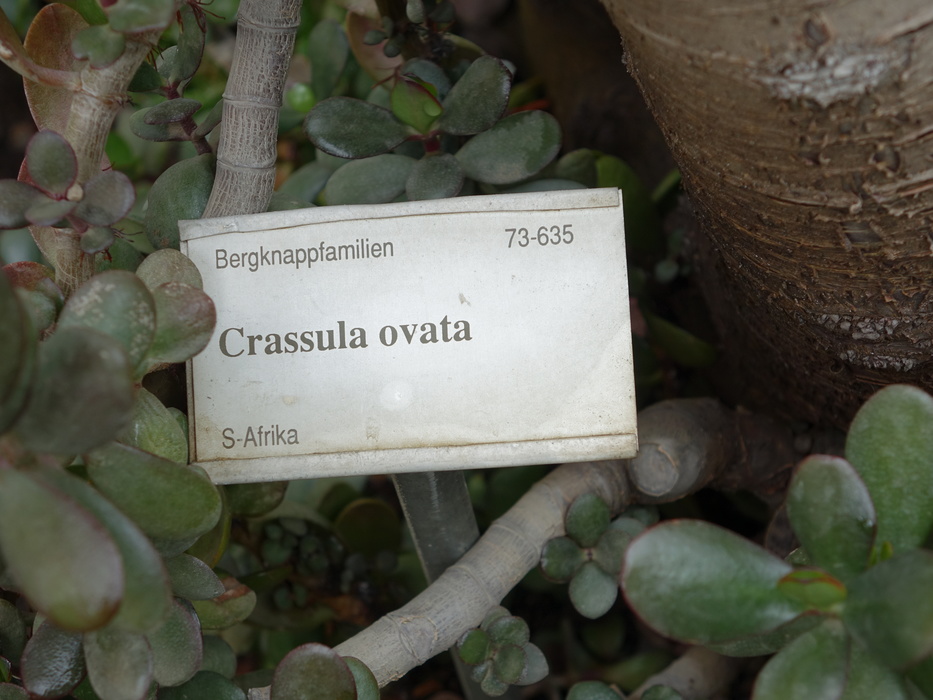 Bergknappfamilien 73-635
Crassula ovata
S-Afrika